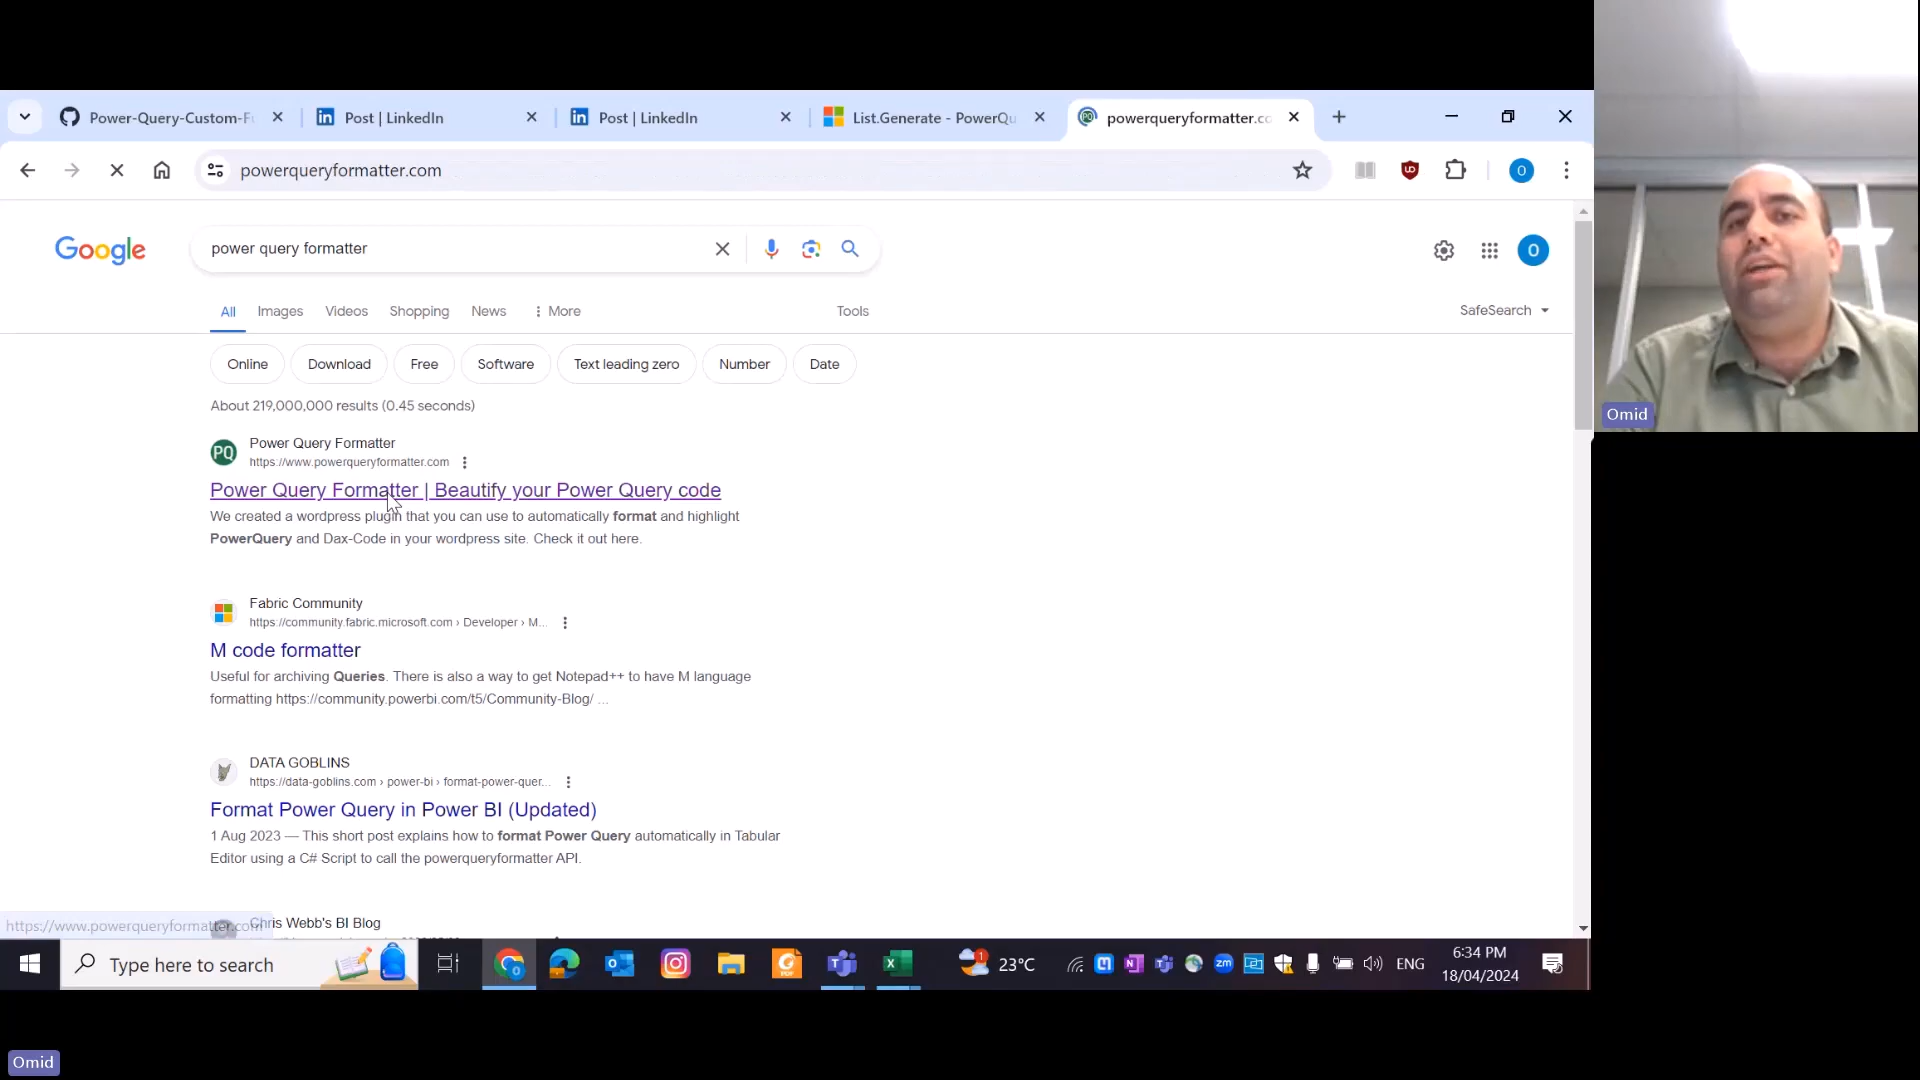 Power-Query-Custom-Fu
Post | LinkedIn
Post | LinkedIn
List.Generate - PowerQu
powerqueryformatter.co
powerqueryformatter.com
O
Google
power query formatter
O
All
Images
Videos
Shopping
News
More
Tools
SafeSearch
Online
Download
Free
Software
Text leading zero
Number
Date
About 219,000,000 results (0.45 seconds)
PQ
Power Query Formatter
https://www.powerqueryformatter.com
Power Query Formatter | Beautify your Power Query code
We created a wordpress plugin that you can use to automatically format and highlight
PowerQuery and Dax-Code in your wordpress site. Check it out here.
Fabric Community
https://community.fabric.microsoft.com › Developer › M...
M code formatter
Useful for archiving Queries. There is also a way to get Notepad++ to have M language
formatting https://community.powerbi.com/t5/Community-Blog/ ...
DATA GOBLINS
https://data-goblins.com › power-bi › format-power-quer...
Format Power Query in Power BI (Updated)
1 Aug 2023 — This short post explains how to format Power Query automatically in Tabular
Editor using a C# Script to call the powerqueryformatter API.
Chris Webb's BI Blog
https://www.powerqueryformatter.com
Type here to search
23°C
ENG
6:34 PM
18/04/2024
Omid
Omid